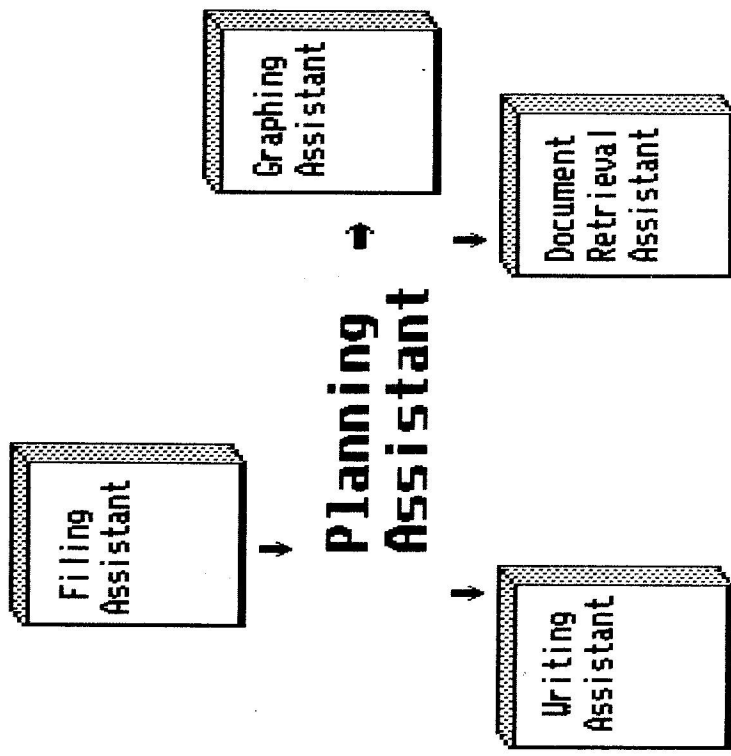 Filing
Assistant
Planning
Assistant
Graphing
Assistant
Writing
Assistant
Document
Retrieval
Assistant